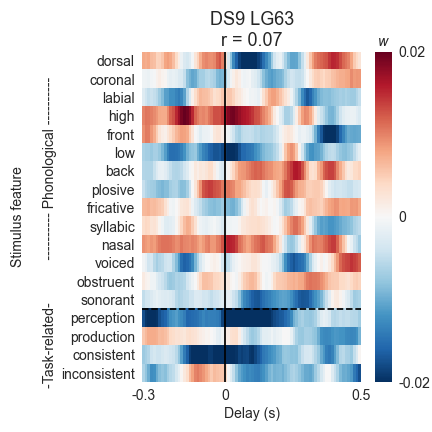 DS9 LG63
r = 0.07
w
dorsal
coronal
labial
high
front
low
back
plosive
fricative
syllabic
nasal
voiced
obstruent
sonorant
perception
production
consistent
inconsistent
Stimulus feature
-------- Phonological ----------
-Task-related-
0.02
0
-0.02
-0.3
0
0.5
Delay (s)